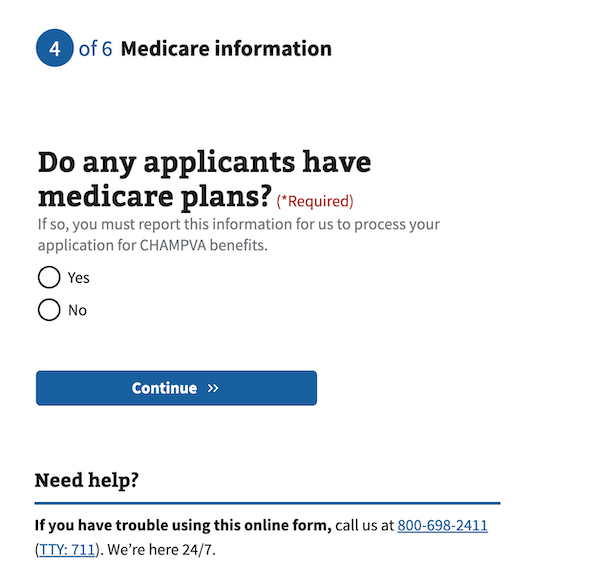 4 of 6 Medicare information
Do any applicants have
medicare plans? (*Required)
If so, you must report this information for us to process your
application for CHAMPVA benefits.
Yes
No
Continue »
Need help?
If you have trouble using this online form, call us at 800-698-2411
(TTY: 711). We’re here 24/7.